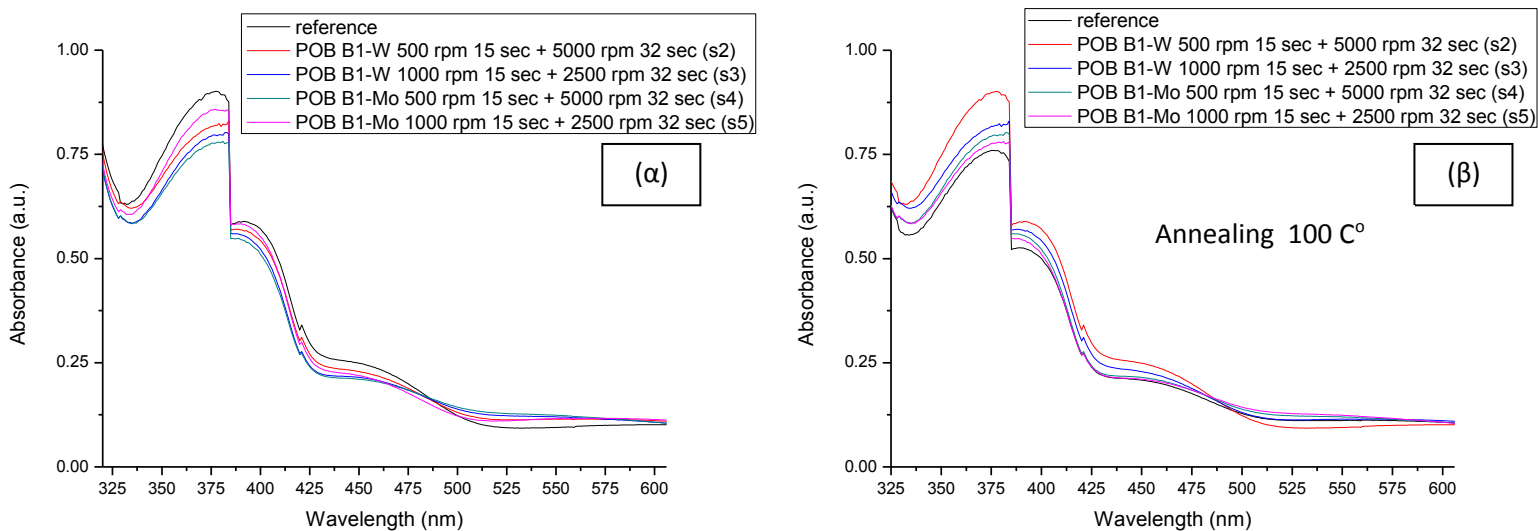 reference
POB B1-W 500 rpm 15 sec + 5000 rpm 32 sec (s2)
POB B1-W 1000 rpm 15 sec + 2500 rpm 32 sec (s3)
POB B1-Mo 500 rpm 15 sec + 5000 rpm 32 sec (s4)
POB B1-Mo 1000 rpm 15 sec + 2500 rpm 32 sec (s5)
(α)
1.00
0.75
0.50
0.25
0.00
Absorbance (a.u.)
325 350 375 400 425 450 475 500 525 550 575 600
Wavelength (nm)
reference
POB B1-W 500 rpm 15 sec + 5000 rpm 32 sec (s2)
POB B1-W 1000 rpm 15 sec + 2500 rpm 32 sec (s3)
POB B1-Mo 500 rpm 15 sec + 5000 rpm 32 sec (s4)
POB B1-Mo 1000 rpm 15 sec + 2500 rpm 32 sec (s5)
(β)
Annealing 100 Cº
1.00
0.75
0.50
0.25
0.00
Absorbance (a.u.)
325 350 375 400 425 450 475 500 525 550 575 600
Wavelength (nm)